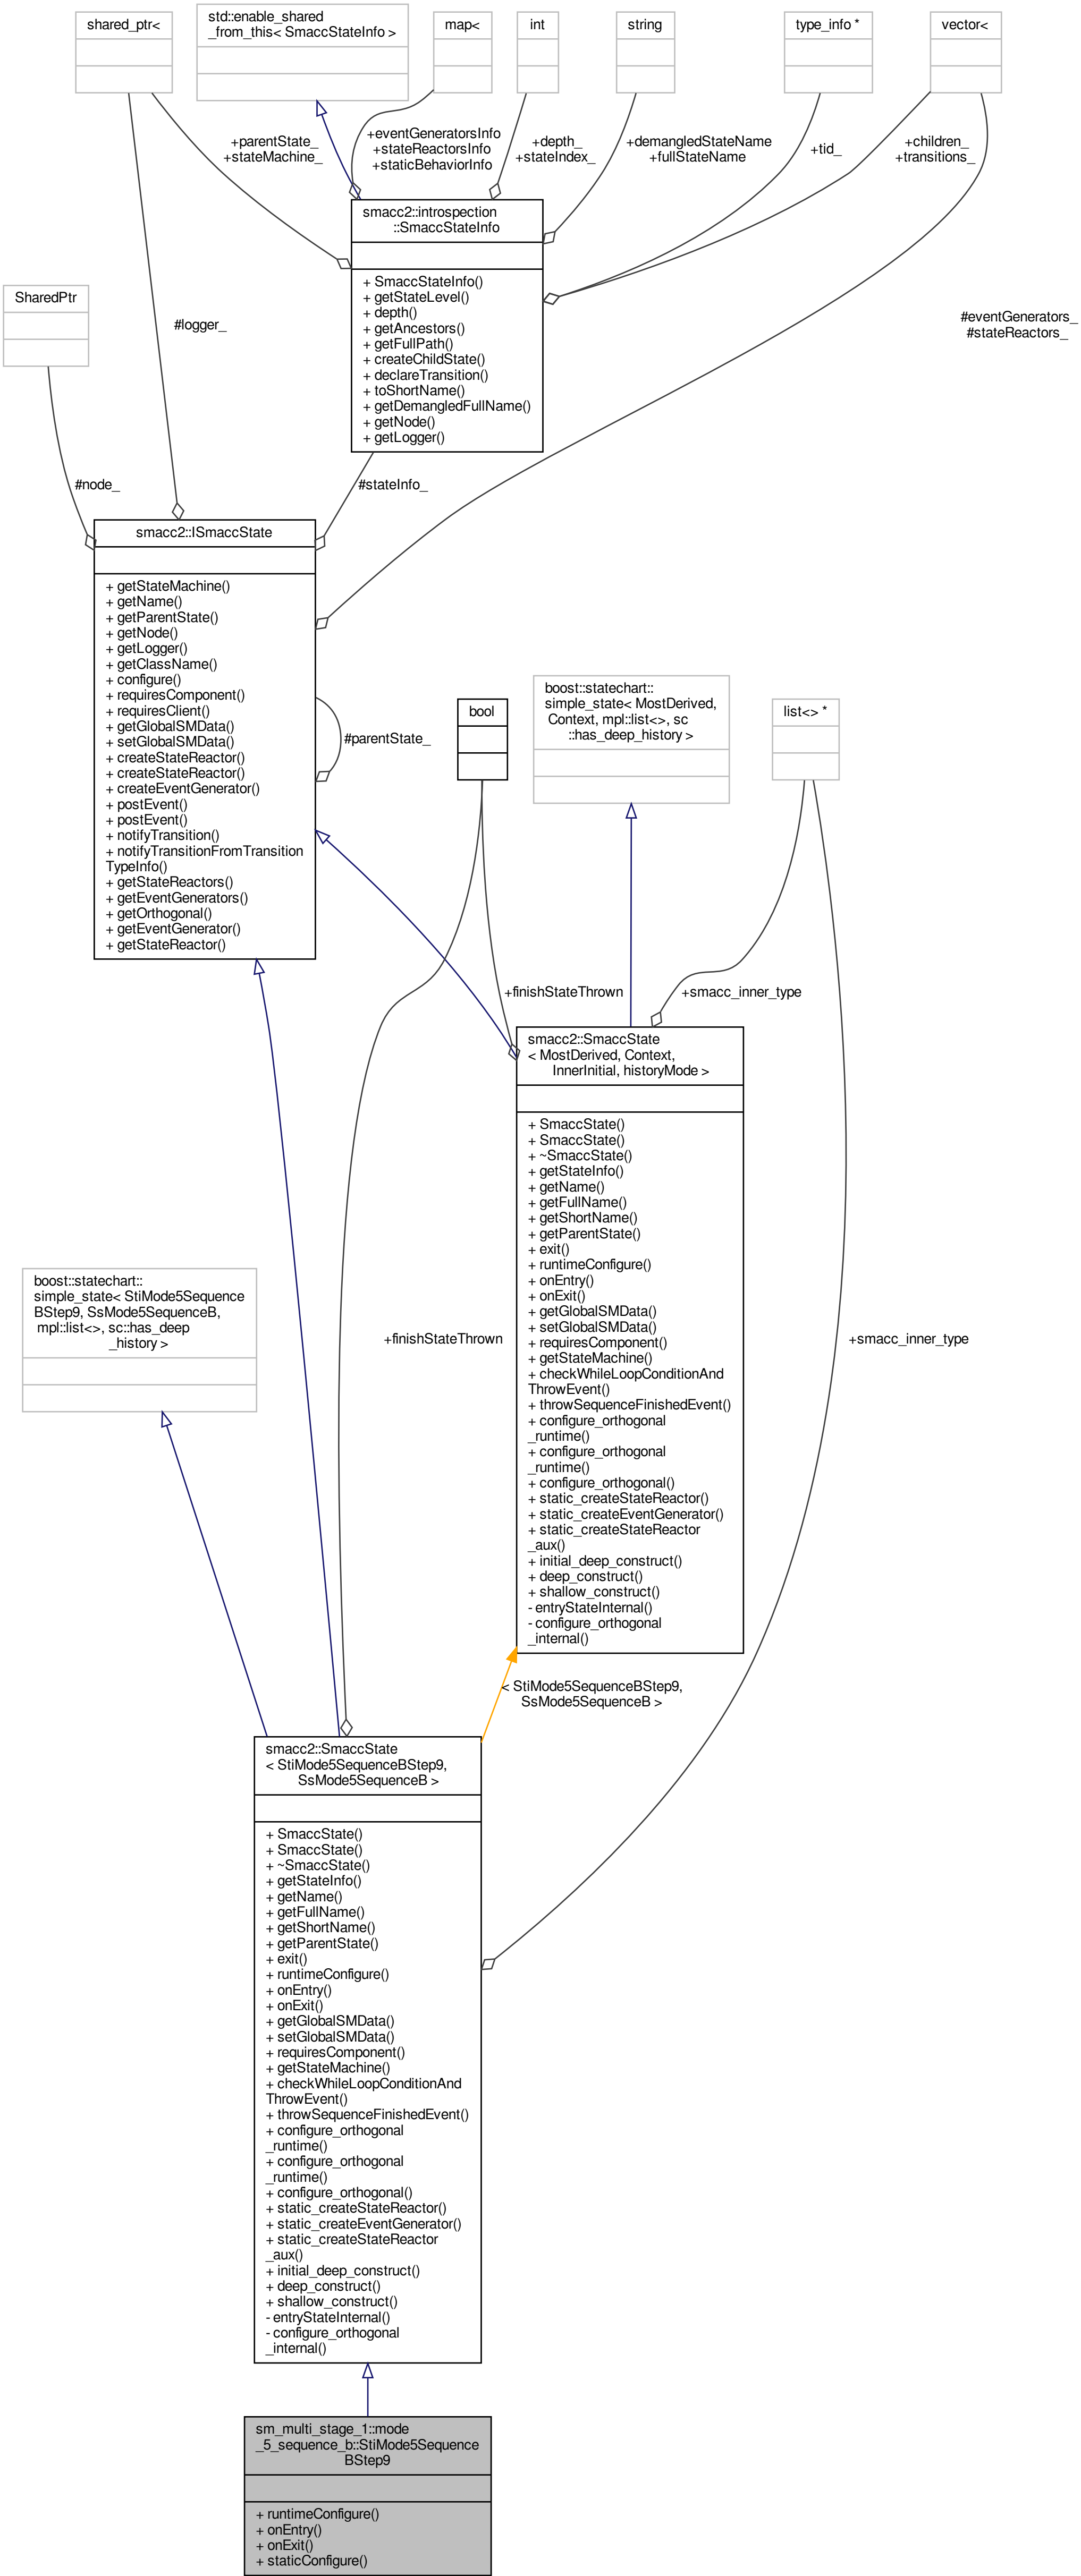 shared_ptr<
std::enable_shared
_from_this< SmaccStateInfo >
map<
int
string
type_info *
vector<
+parentState_
+stateMachine_
+eventGeneratorsInfo
+stateReactorsInfo
+staticBehaviorInfo
+depth_
+stateIndex_
+demangledStateName
+fullStateName
+tid_
+children_
+transitions_
smacc2::introspection
::SmaccStateInfo
+ SmaccStateInfo()
+ getStateLevel()
+ depth()
+ getAncestors()
+ getFullPath()
+ createChildState()
+ declareTransition()
+ toShortName()
+ getDemangledFullName()
+ getNode()
+ getLogger()
SharedPtr
#logger_
#eventGenerators_
#stateReactors_
#node_
#stateInfo_
smacc2::ISmaccState
+ getStateMachine()
+ getName()
+ getParentState()
+ getNode()
+ getLogger()
+ getClassName()
+ configure()
+ requiresComponent()
+ requiresClient()
+ getGlobalSMData()
+ setGlobalSMData()
+ createStateReactor()
+ createStateReactor()
+ createEventGenerator()
+ postEvent()
+ postEvent()
+ notifyTransition()
+ notifyTransitionFromTransition
TypeInfo()
+ getStateReactors()
+ getEventGenerators()
+ getOrthogonal()
+ getEventGenerator()
+ getStateReactor()
#parentState_
bool
boost::statechart::
simple_state< MostDerived,
Context, mpl::list<>, sc
::has_deep_history >
list<> *
+finishStateThrown
+smacc_inner_type
smacc2::SmaccState
< MostDerived, Context,
InnerInitial, historyMode >
+ SmaccState()
+ SmaccState()
+ ~SmaccState()
+ getStateInfo()
+ getName()
+ getFullName()
+ getShortName()
+ getParentState()
+ exit()
+ runtimeConfigure()
+ onEntry()
+ onExit()
+ getGlobalSMData()
+ setGlobalSMData()
+ requiresComponent()
+ getStateMachine()
+ checkWhileLoopConditionAnd
ThrowEvent()
+ throwSequenceFinishedEvent()
+ configure_orthogonal
_runtime()
+ configure_orthogonal
_runtime()
+ configure_orthogonal()
+ static_createStateReactor()
+ static_createEventGenerator()
+ static_createStateReactor
_aux()
+ initial_deep_construct()
+ deep_construct()
+ shallow_construct()
- entryStateInternal()
- configure_orthogonal
_internal()
boost::statechart::
simple_state< StiMode5Sequence
BStep9, SsMode5SequenceB,
mpl::list<>, sc::has_deep
_history >
+finishStateThrown
+smacc_inner_type
< StiMode5SequenceBStep9,
SsMode5SequenceB >
smacc2::SmaccState
< StiMode5SequenceBStep9,
SsMode5SequenceB >
+ SmaccState()
+ SmaccState()
+ ~SmaccState()
+ getStateInfo()
+ getName()
+ getFullName()
+ getShortName()
+ getParentState()
+ exit()
+ runtimeConfigure()
+ onEntry()
+ onExit()
+ getGlobalSMData()
+ setGlobalSMData()
+ requiresComponent()
+ getStateMachine()
+ checkWhileLoopConditionAnd
ThrowEvent()
+ throwSequenceFinishedEvent()
+ configure_orthogonal
_runtime()
+ configure_orthogonal
_runtime()
+ configure_orthogonal()
+ static_createStateReactor()
+ static_createEventGenerator()
+ static_createStateReactor
_aux()
+ initial_deep_construct()
+ deep_construct()
+ shallow_construct()
- entryStateInternal()
- configure_orthogonal
_internal()
sm_multi_stage_1::mode
_5_sequence_b::StiMode5Sequence
BStep9
+ runtimeConfigure()
+ onEntry()
+ onExit()
+ staticConfigure()